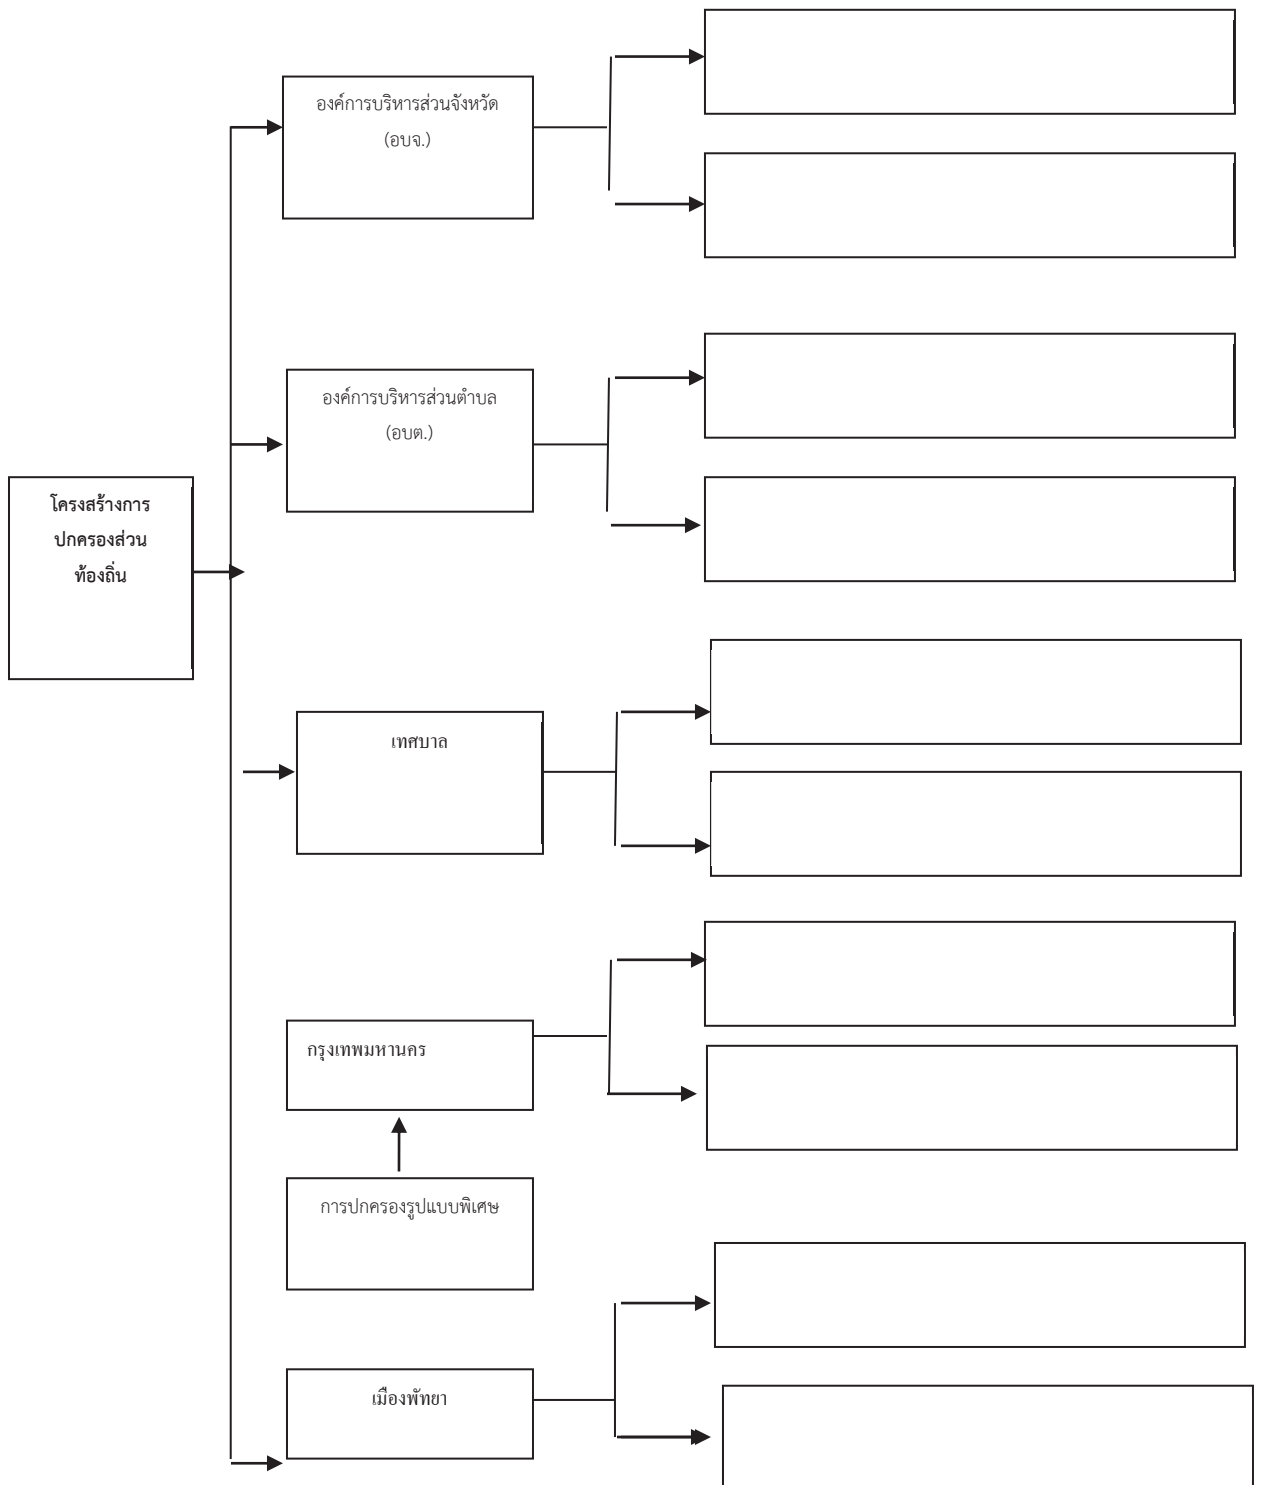 องค์การบริหารส่วนจังหวัด
(อบจ.)
องค์การบริหารส่วนตำบล
(อบต.)
โครงสร้างการ
ปกครองส่วน
ท้องถิ่น
เทศบาล
กรุงเทพมหานคร
การปกครองรูปแบบพิเศษ
เมืองพัทยา